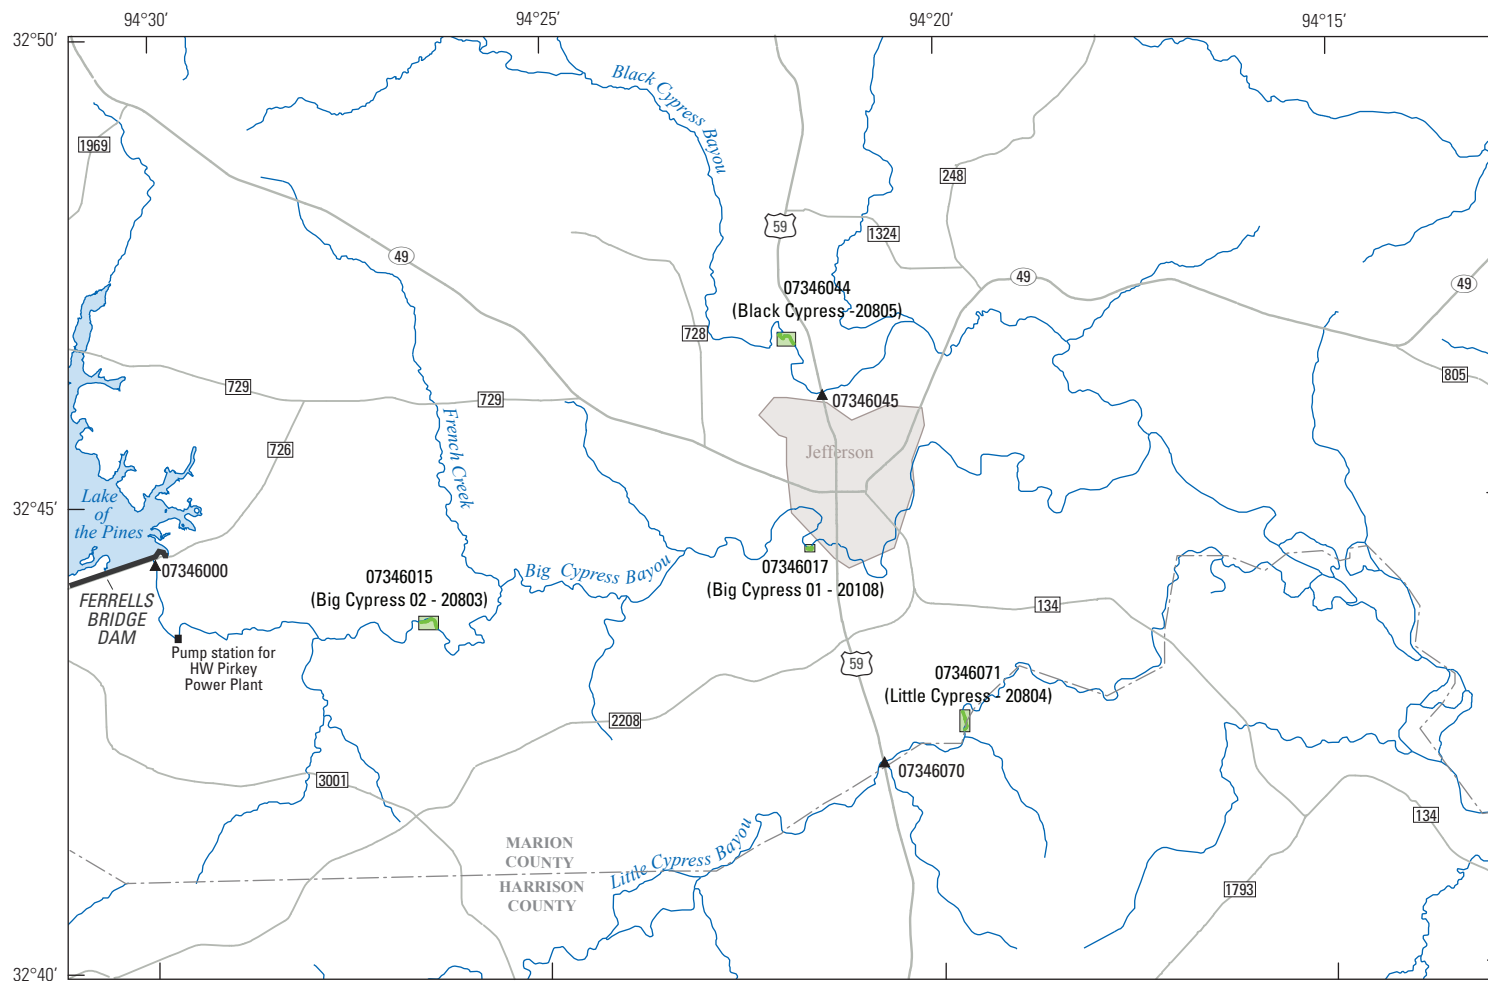 94°30′
94°25′
94°20′
94°15′
32°50′
Black Cypress Bayou
1969
248
59
1324
49
49
49
07346044
(Black Cypress -20805)
728
729
729
805
07346045
726
French Creek
Jefferson
Lake
of
the Pines
32°45′
07346000
FERRELLS
BRIDGE
DAM
07346015
(Big Cypress 02 - 20803)
Big Cypress Bayou
07346017
(Big Cypress 01 - 20108)
134
Pump station for
HW Pirkey
Power Plant
59
07346071
(Little Cypress - 20804)
2208
07346070
3001
134
MARION
COUNTY
HARRISON
COUNTY
Little Cypress Bayou
1793
32°40′